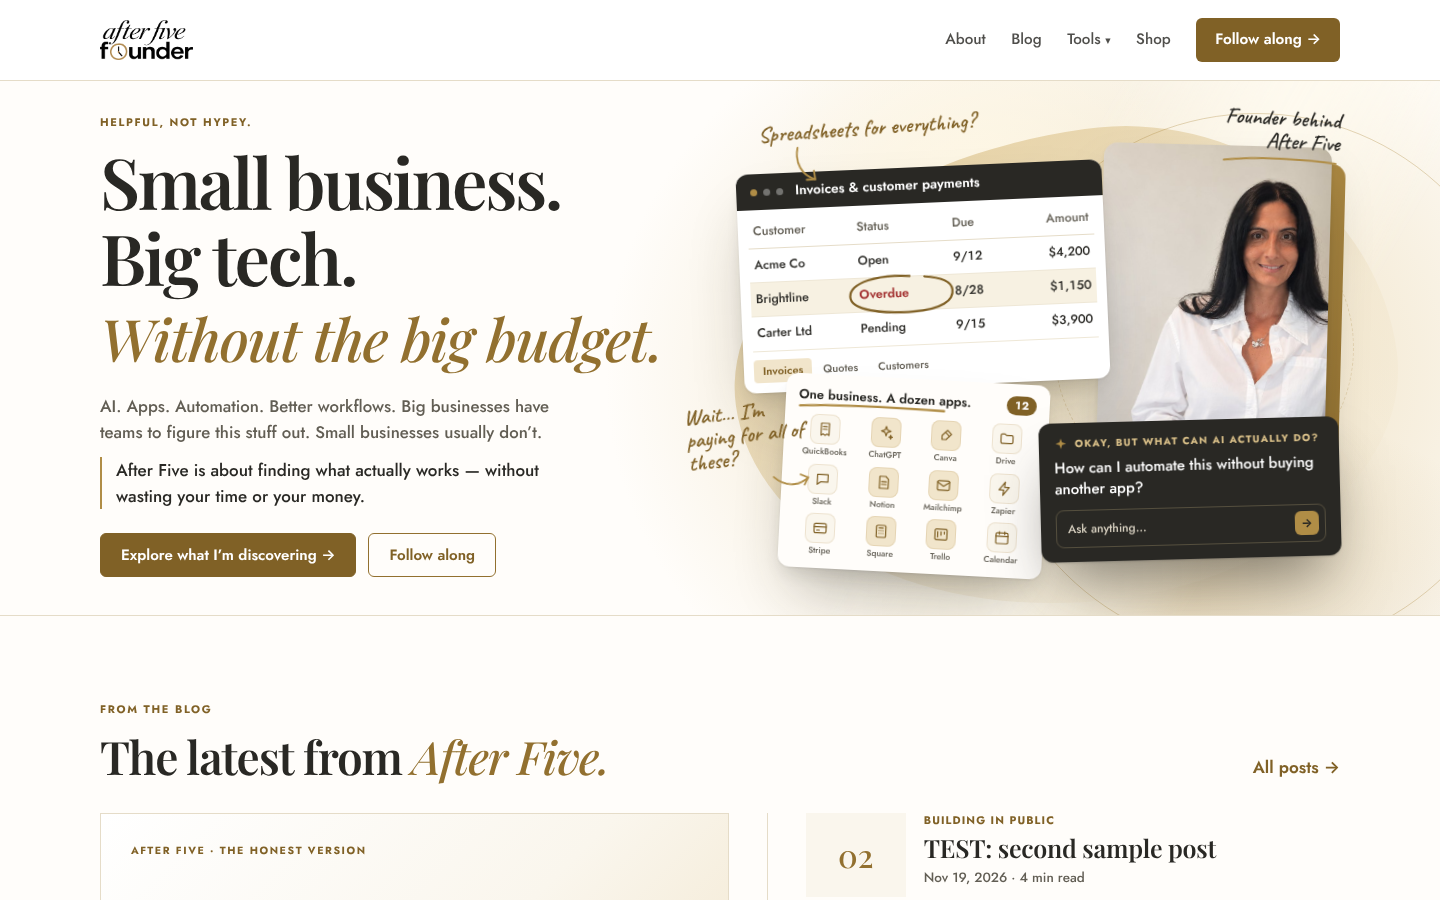 after five
founder
About
Blog
Tools ▾
Shop
Follow along →
HELPFUL, NOT HYPEY.
Small business.
Big tech.
Without the big budget.
AI. Apps. Automation. Better workflows. Big businesses have
teams to figure this stuff out. Small businesses usually don’t.
After Five is about finding what actually works — without
wasting your time or your money.
Explore what I’m discovering →
Follow along
Spreadsheets for everything?
Founder behind
After Five
Invoices & customer payments
Customer Status Due Amount
Acme Co Open 9/12 $4,200
Brightline Overdue 8/28 $1,150
Carter Ltd Pending 9/15 $3,900
Invoices Quotes Customers
Wait... I’m
paying for all of
these?
One business. A dozen apps.
12
QuickBooks ChatGPT Canva Drive
Slack Notion Mailchimp Zapier
Stripe Square Trello Calendar
OKAY, BUT WHAT CAN AI ACTUALLY DO?
How can I automate this without buying
another app?
Ask anything...
→
FROM THE BLOG
The latest from After Five.
All posts →
AFTER FIVE · THE HONEST VERSION
02
BUILDING IN PUBLIC
TEST: second sample post
Nov 19, 2026 · 4 min read